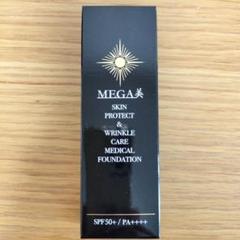 MEGA美
SKIN
PROTECT
&
WRINKLE
CARE
MEDICAL
FOUNDATION
SPF50+/PA++++